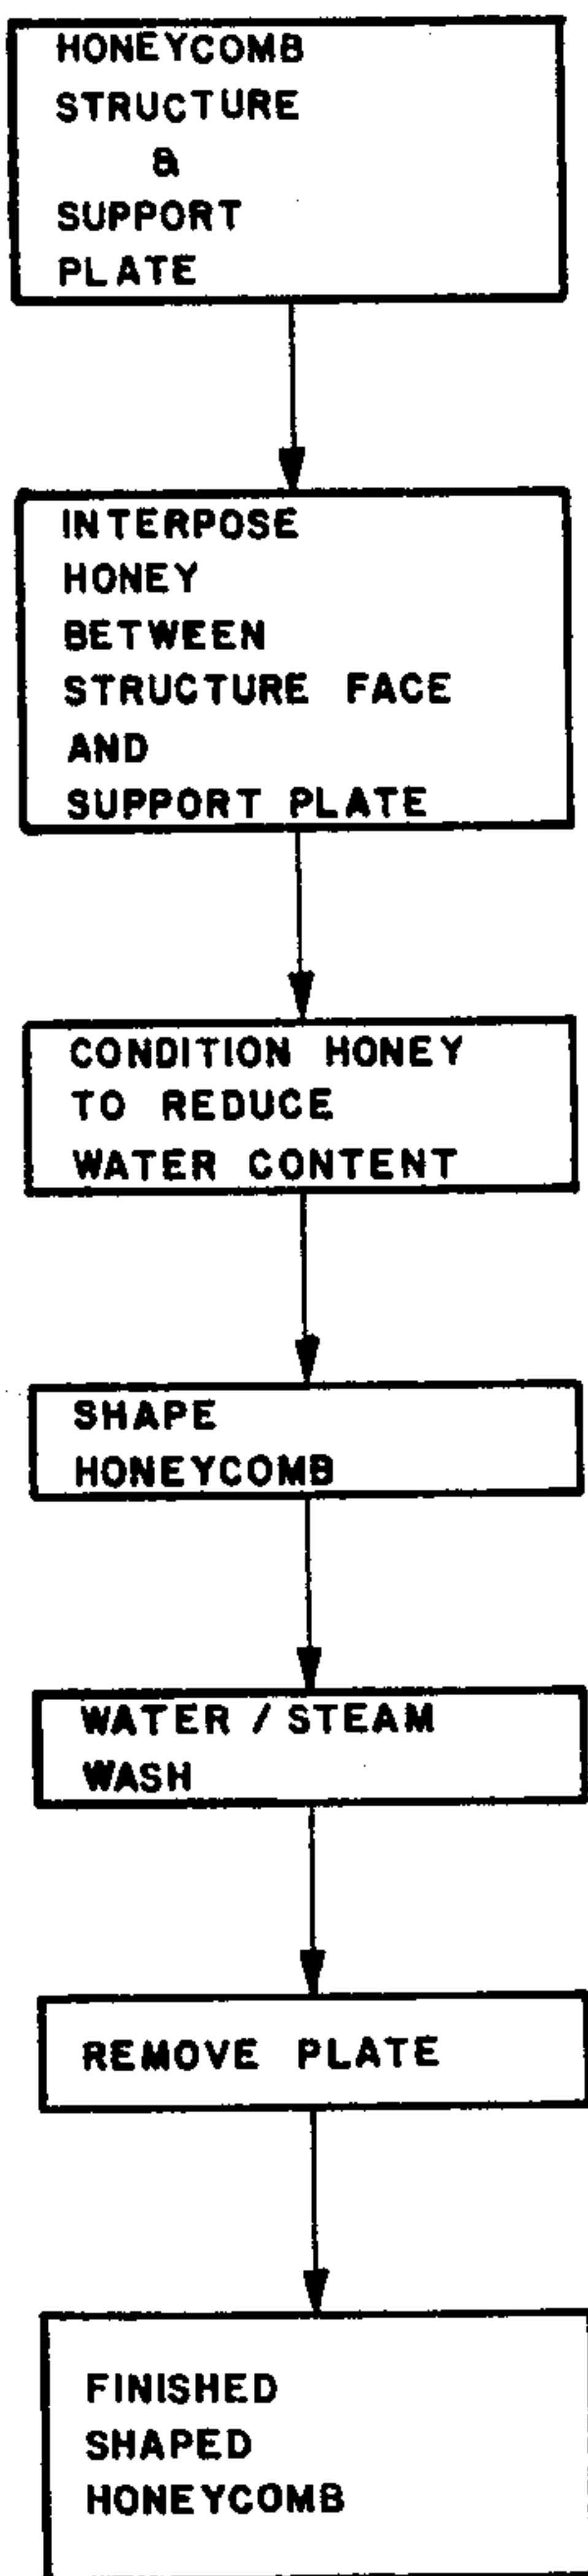 HONEYCOMB
STRUCTURE
&
SUPPORT
PLATE
INTERPOSE
HONEY
BETWEEN
STRUCTURE FACE
AND
SUPPORT PLATE
CONDITION HONEY
TO REDUCE
WATER CONTENT
SHAPE
HONEYCOMB
WATER / STEAM
WASH
REMOVE PLATE
FINISHED
SHAPED
HONEYCOMB